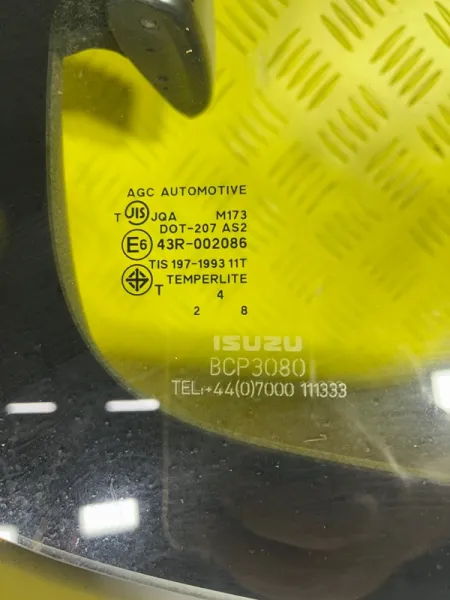 AGC AUTOMOTIVE
T JIS JQA M173
DOT-207 AS2
E6 43R-002086
TIS 197-1993 11T
TEMPERLITE
T 4
2 8
ISUZU
BCP3080
TEL:+44(0)7000 111333